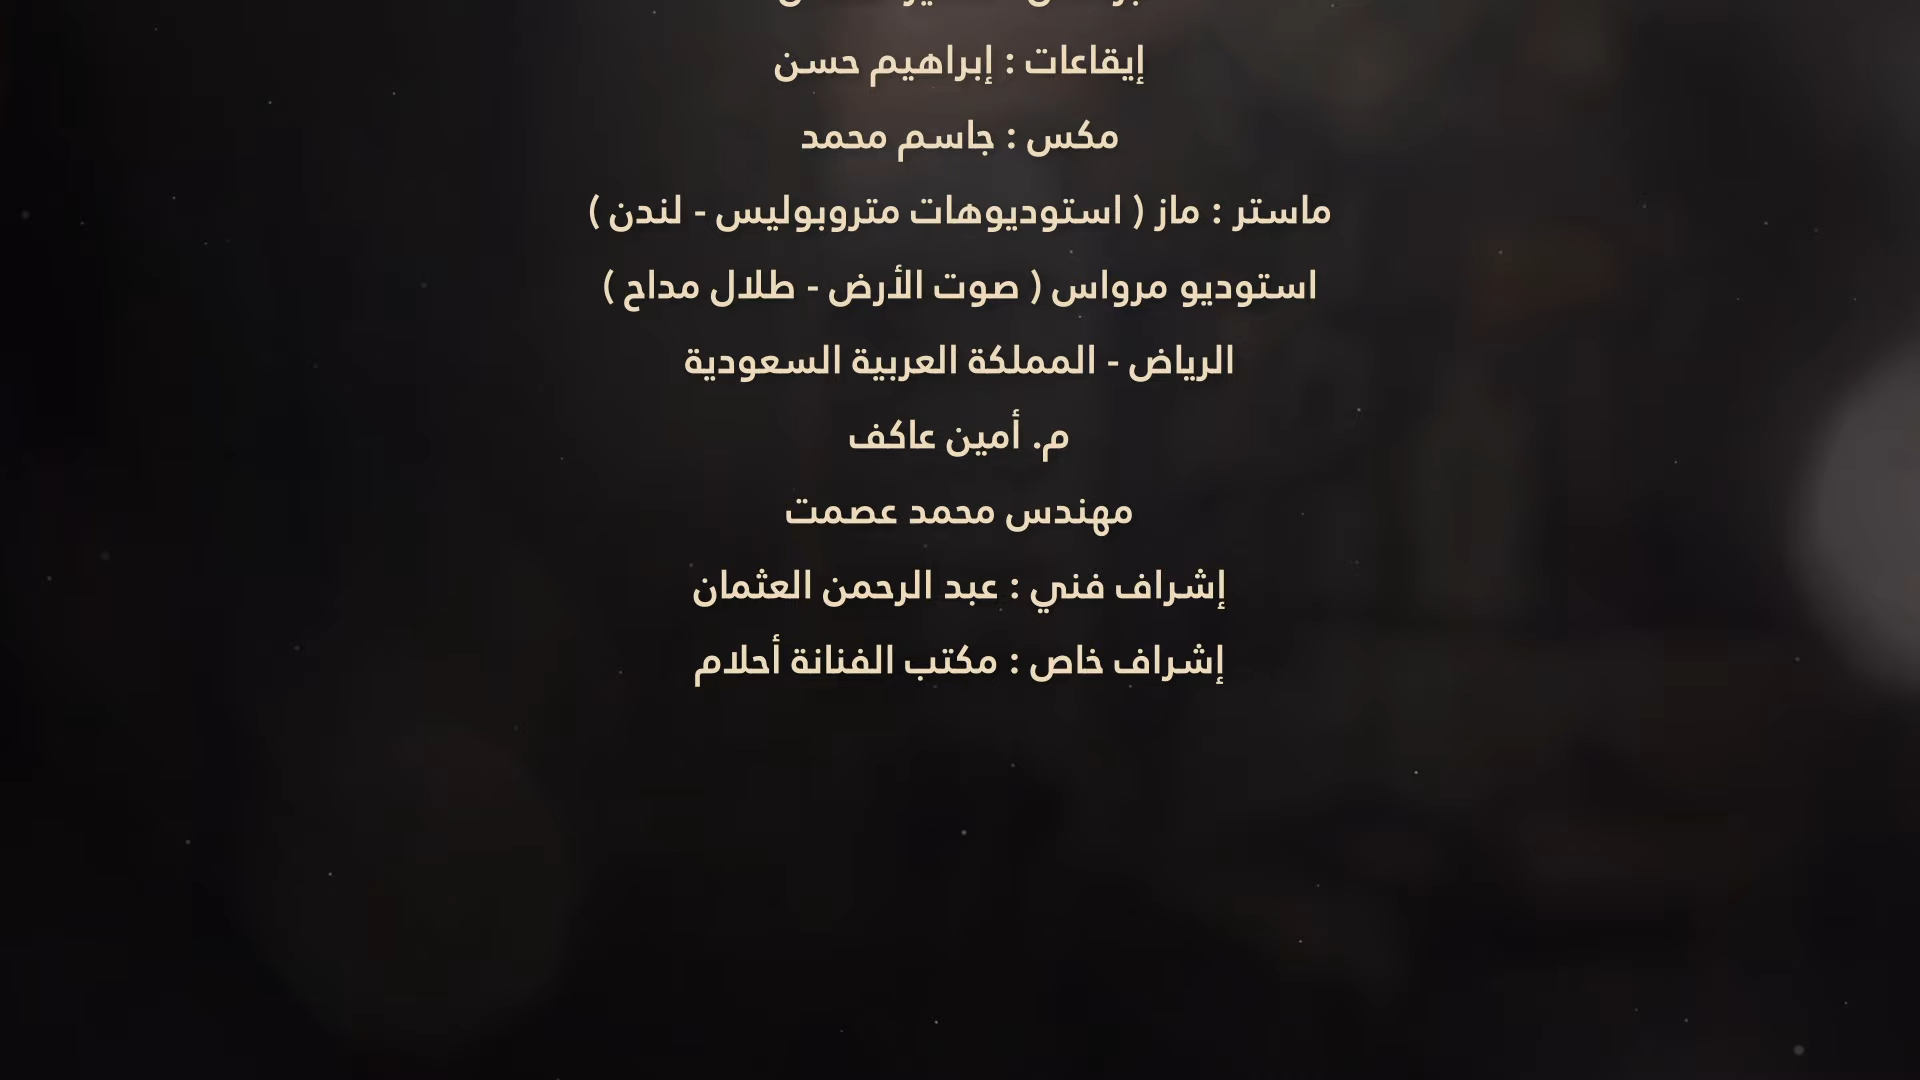 إيقاعات : إبراهيم حسن
مكس : جاسم محمد
ماستر : ماز ( استوديوهات متروبوليس - لندن )
استوديو مرواس ( صوت الأرض - طلال مداح )
الرياض - المملكة العربية السعودية
م. أمين عاكف
مهندس محمد عصمت
إشراف فني : عبد الرحمن العثمان
إشراف خاص : مكتب الفنانة أحلام